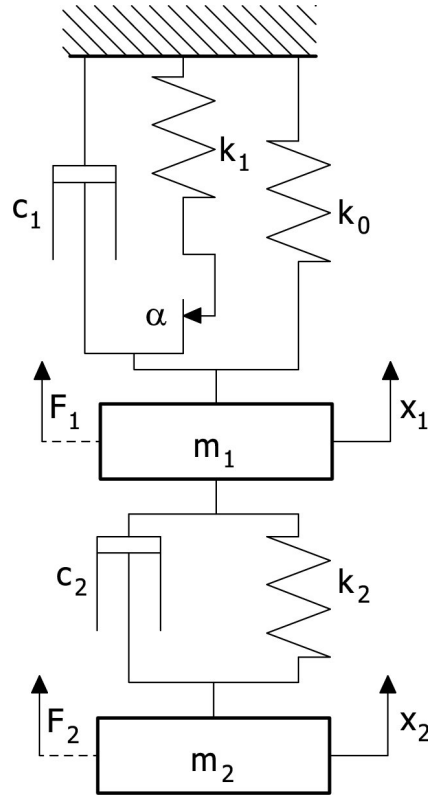 k₁
c₁
k₀
α
F₁
x₁
m₁
c₂
k₂
F₂
x₂
m₂